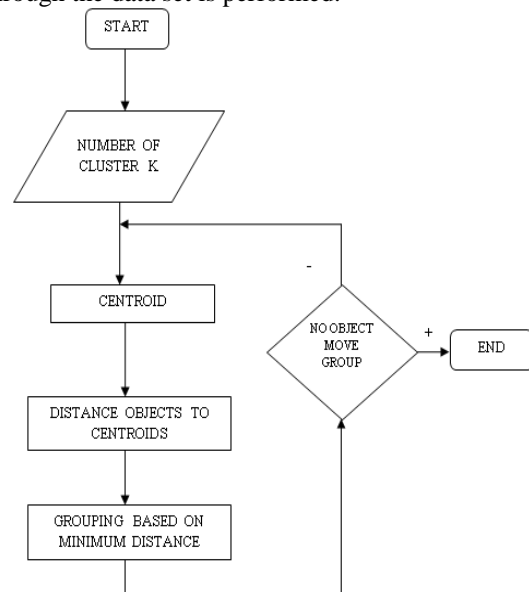 rough the data set is performed.
START
NUMBER OF
CLUSTER K
-
CENTROID
NO OBJECT
MOVE
GROUP
+
END
DISTANCE OBJECTS TO
CENTROIDS
GROUPING BASED ON
MINIMUM DISTANCE